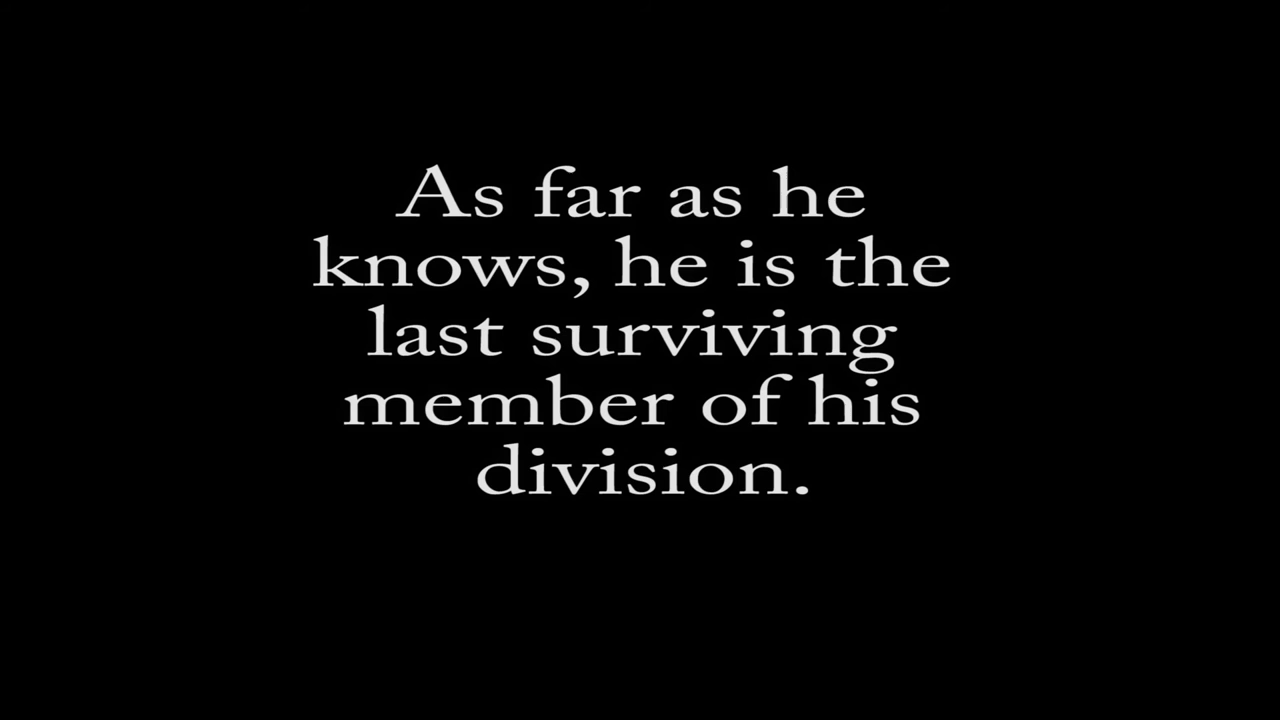 As far as he
knows, he is the
last surviving
member of his
division.